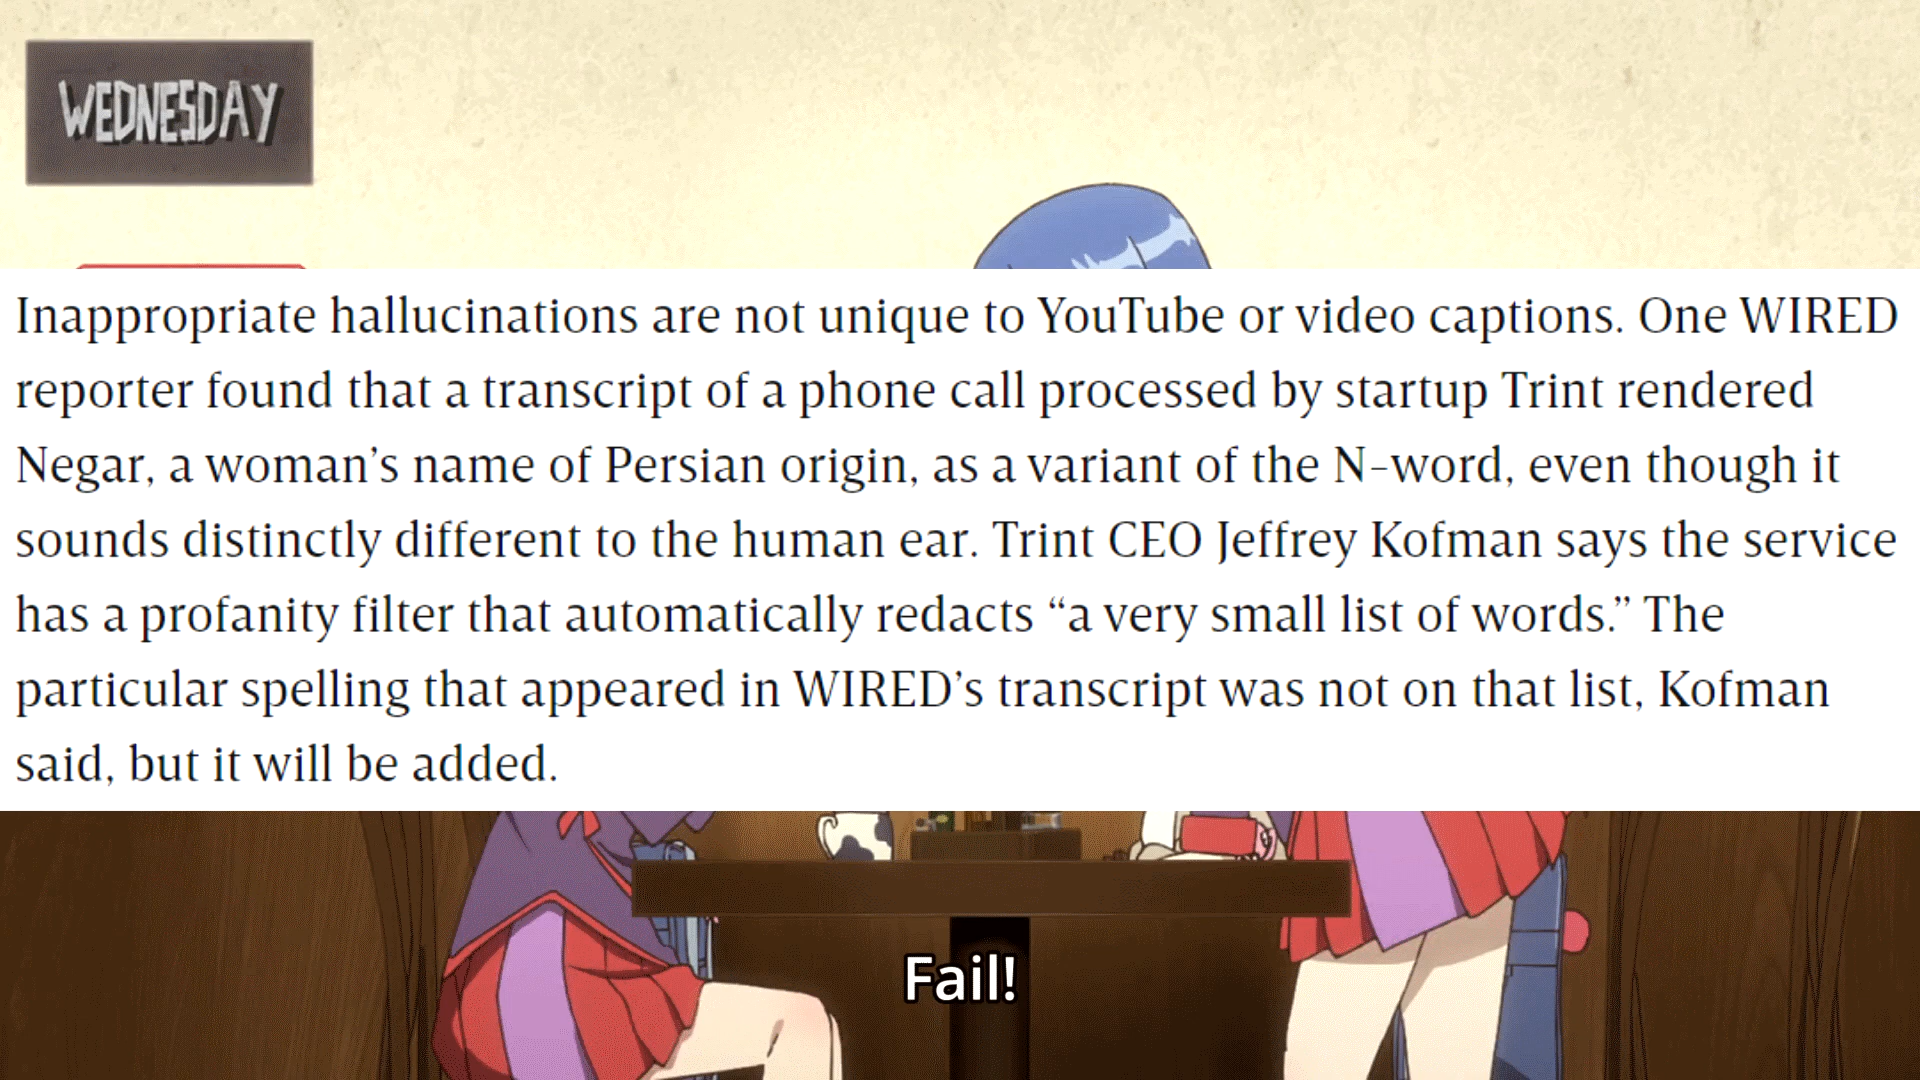 WEDNESDAY
Inappropriate hallucinations are not unique to YouTube or video captions. One WIRED
reporter found that a transcript of a phone call processed by startup Trint rendered
Negar, a woman’s name of Persian origin, as a variant of the N-word, even though it
sounds distinctly different to the human ear. Trint CEO Jeffrey Kofman says the service
has a profanity filter that automatically redacts “a very small list of words.” The
particular spelling that appeared in WIRED’s transcript was not on that list, Kofman
said, but it will be added.
Fail!